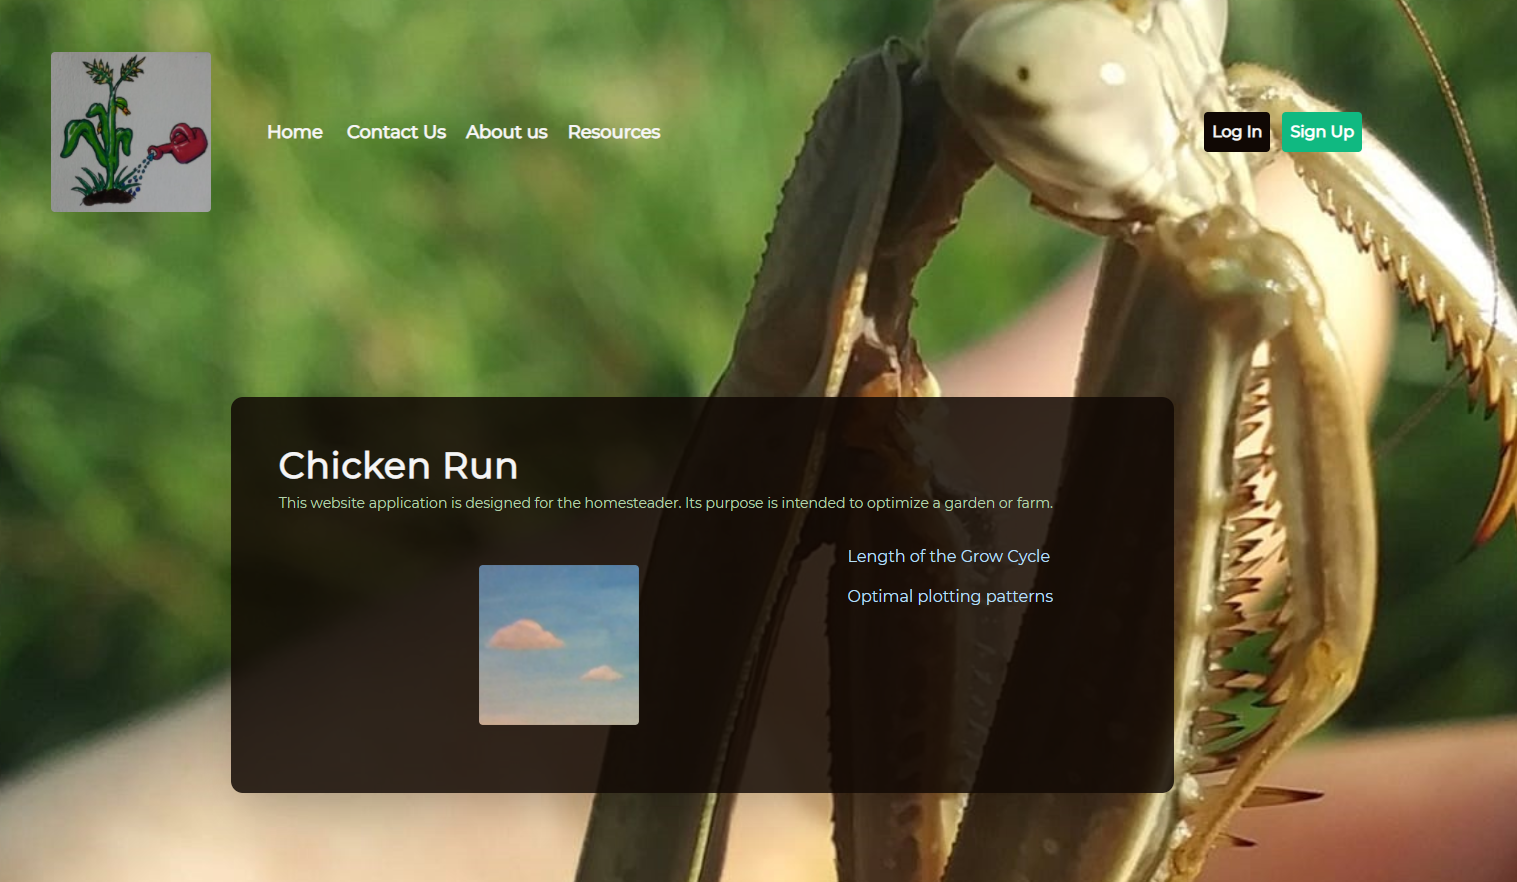 Home Contact Us About us Resources Log In Sign Up
Chicken Run
This website application is designed for the homesteader. Its purpose is intended to optimize a garden or farm.
Length of the Grow Cycle
Optimal plotting patterns